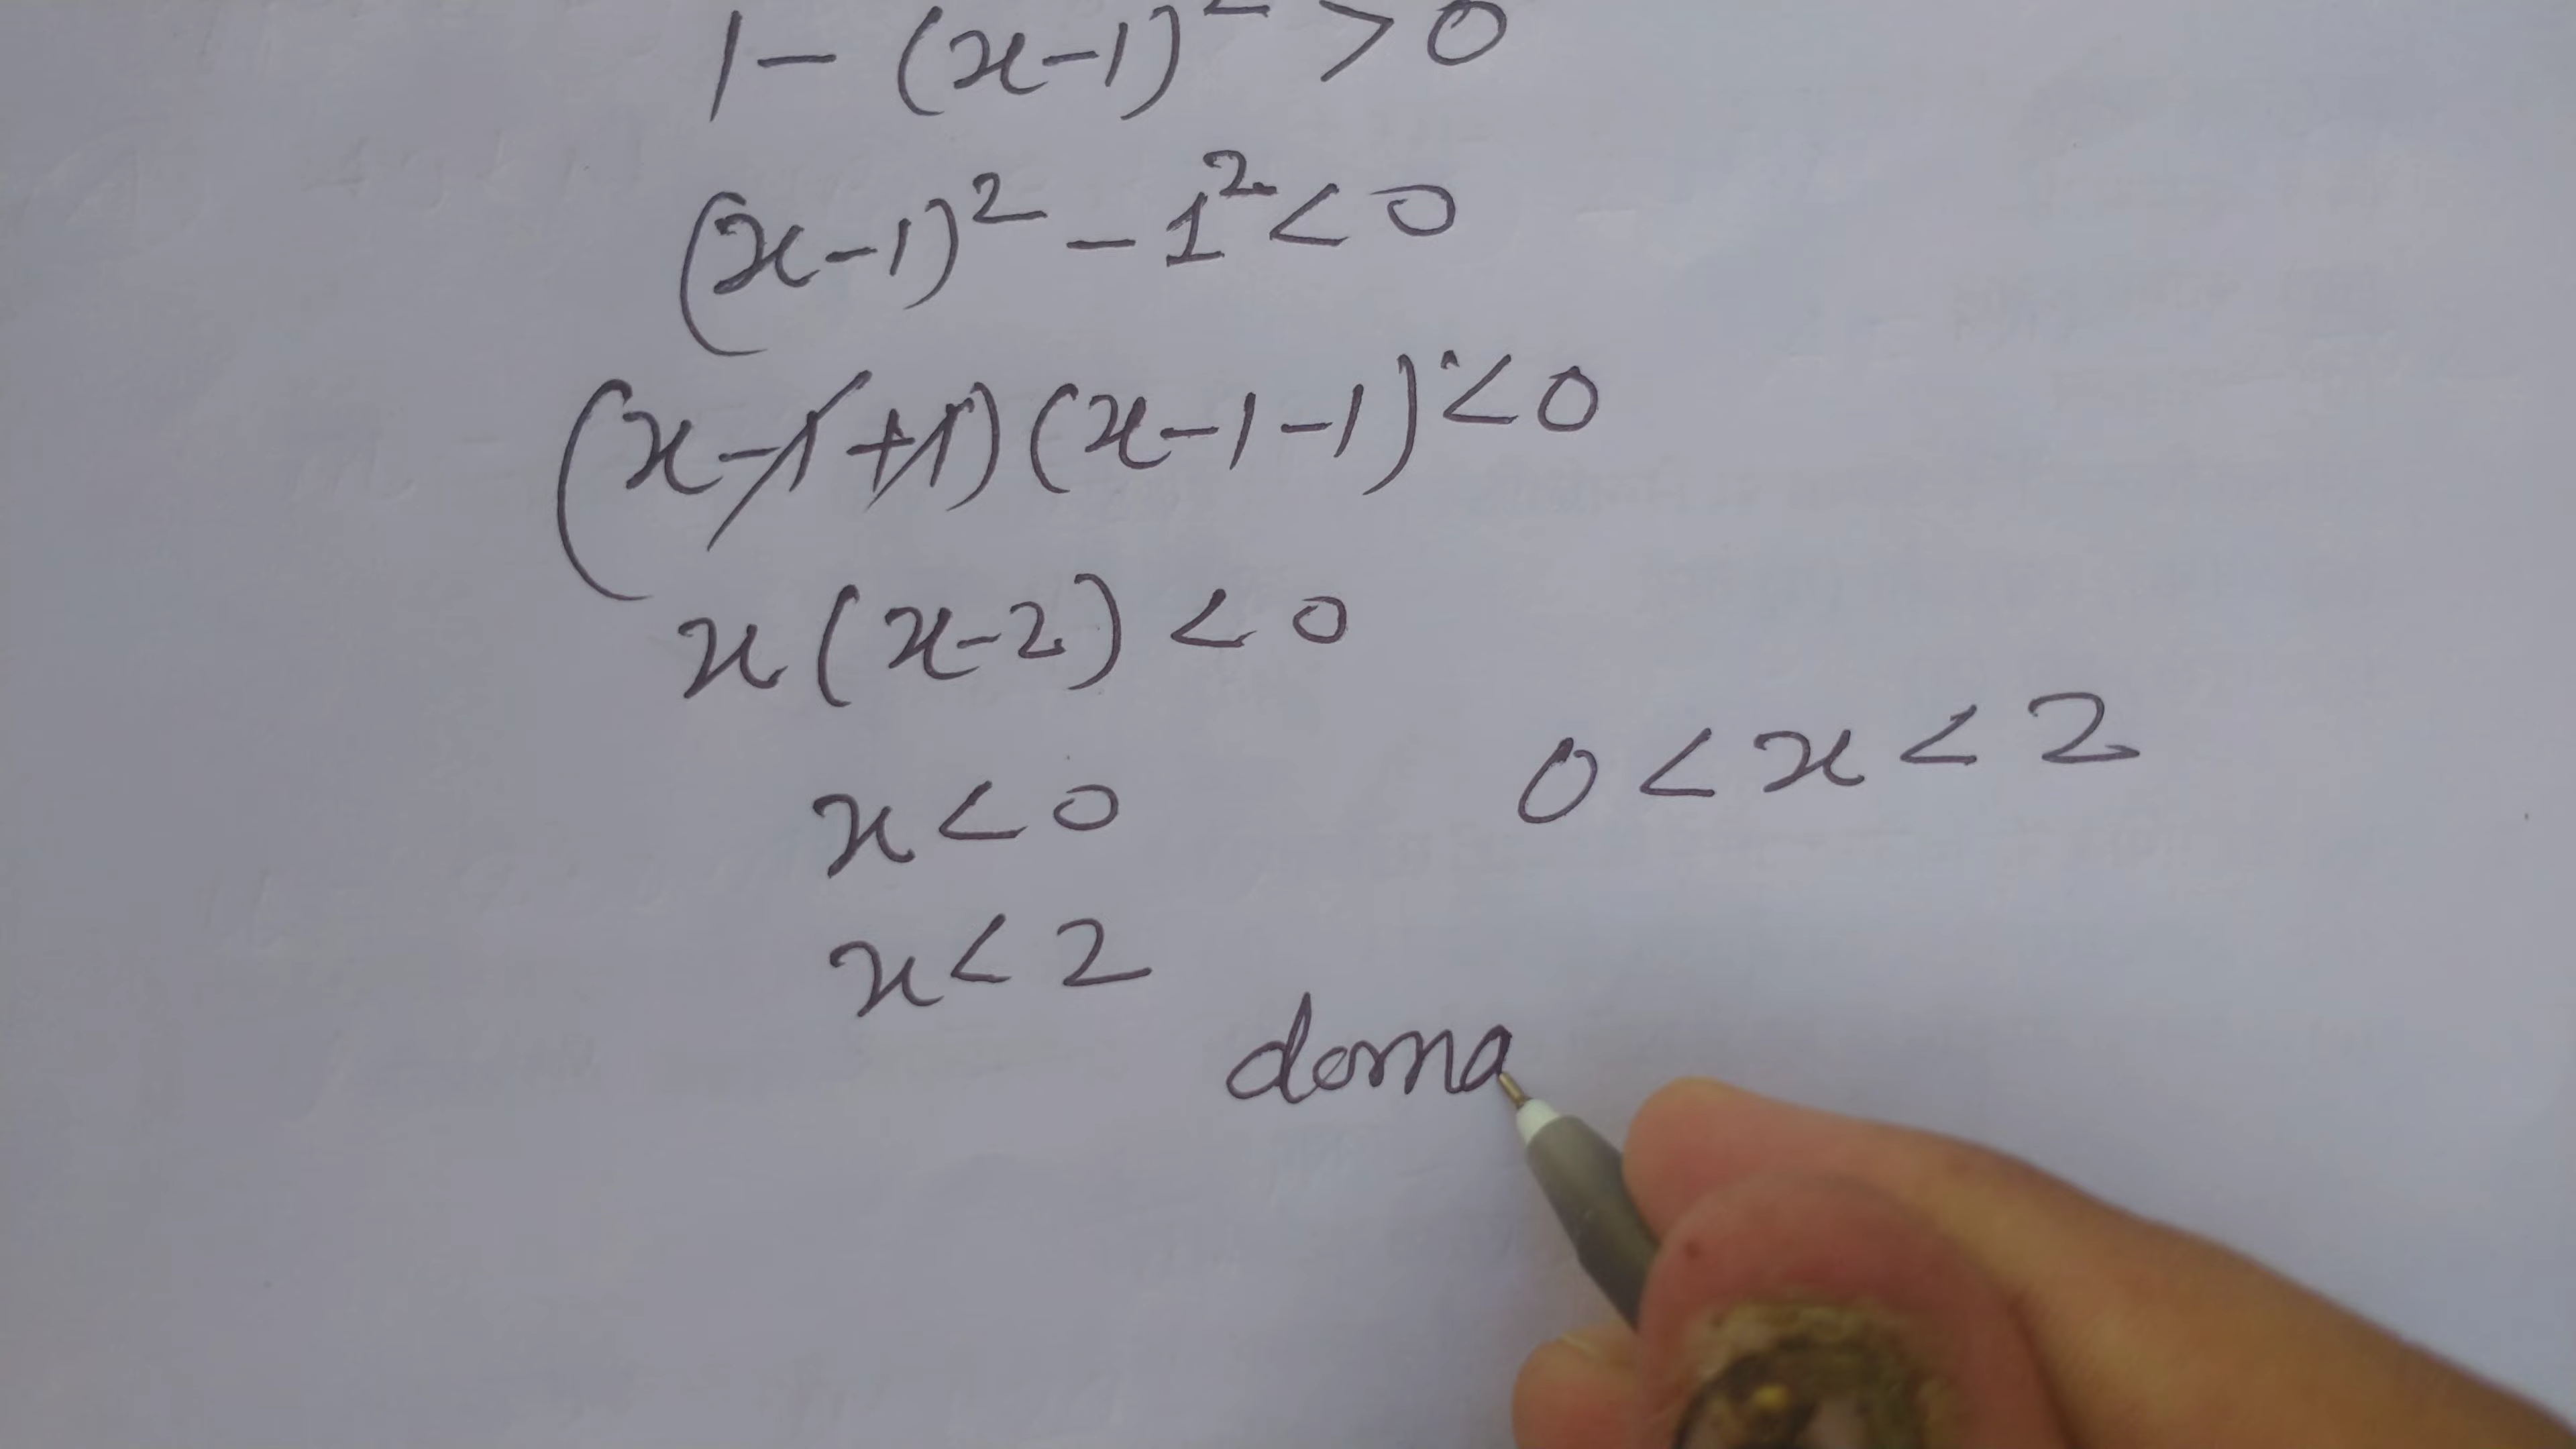 1 - (x-1)² > 0
(x-1)² - 1² < 0
(x-1+1)(x-1-1) < 0
x(x-2) < 0
0 < x < 2
x < 0
x < 2
doma